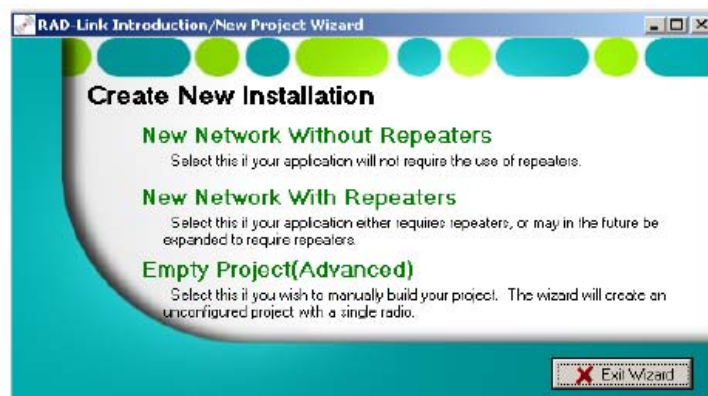 RAD-Link Introduction/New Project Wizard
Create New Installation
New Network Without Repeaters
Select this if your application will not require the use of repeaters.
New Network With Repeaters
Select this if your application either requires repeaters, or may in the future be
expanded to require repeaters.
Empty Project(Advanced)
Select this if you wish to manually build your project. The wizard will create an
unconfigured project with a single radio.
Exit Wizard